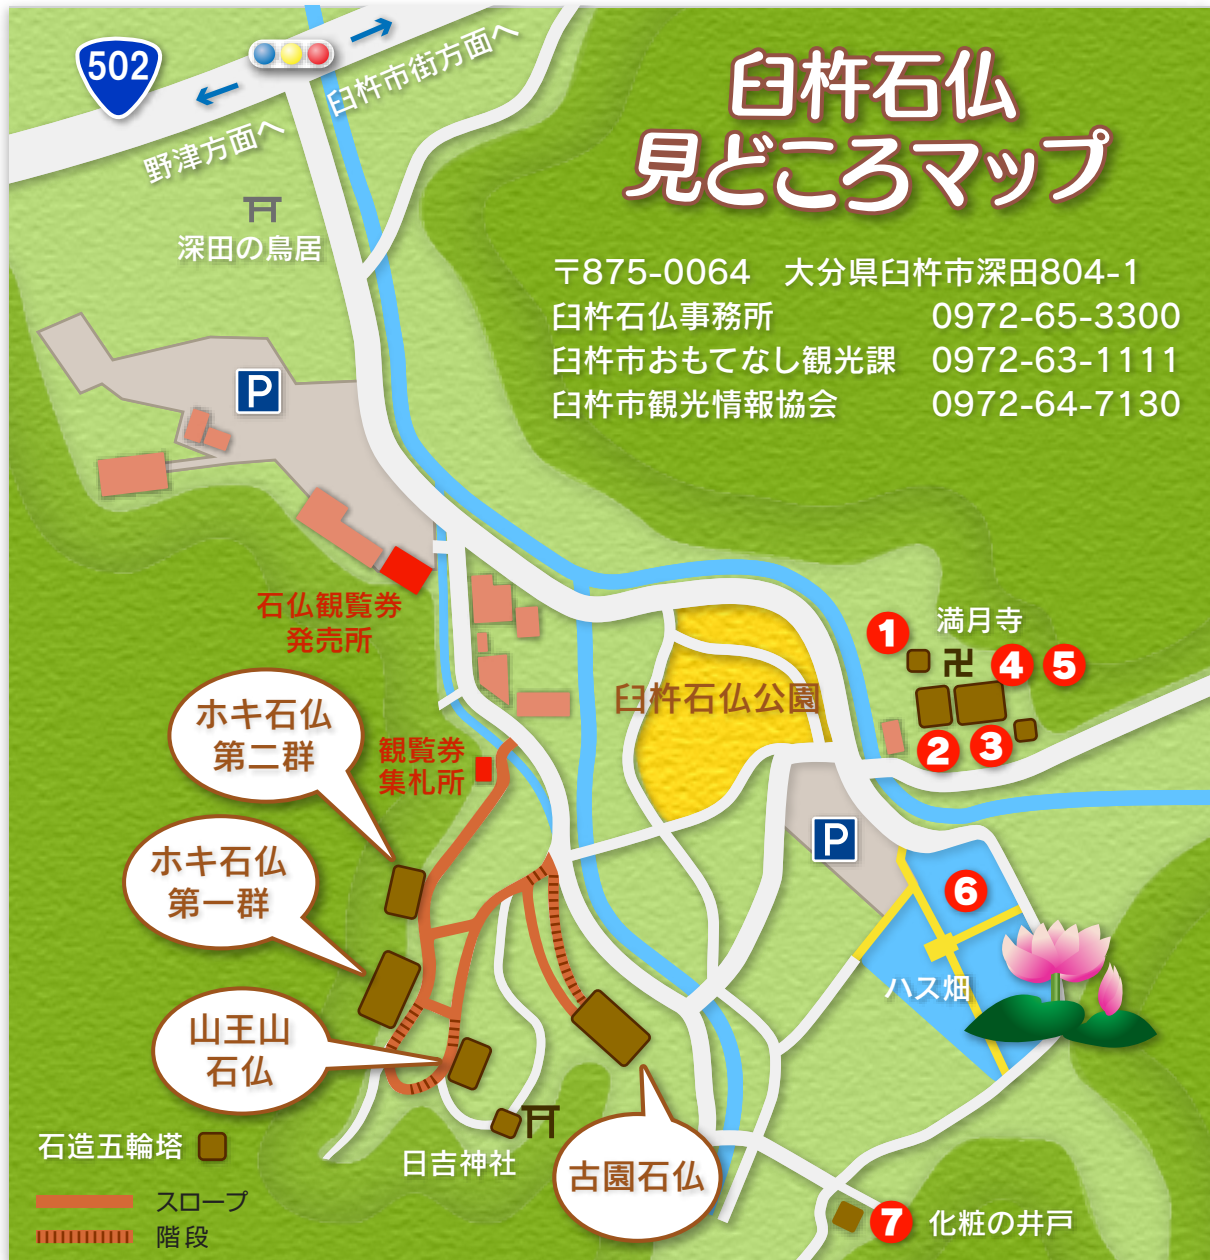 502
臼杵市街方面へ
野津方面へ
臼杵石仏
見どころマップ
深田の鳥居
〒875-0064　大分県臼杵市深田804-1
臼杵石仏事務所　0972-65-3300
臼杵市おもてなし観光課　0972-63-1111
臼杵市観光情報協会　0972-64-7130
P
石仏観覧券
発売所
1
満月寺
卍
4
5
2
3
臼杵石仏公園
ホキ石仏
第二群
観覧券
集札所
P
ホキ石仏
第一群
6
ハス畑
山王山
石仏
石造五輪塔
日吉神社
古園石仏
スロープ
階段
7
化粧の井戸